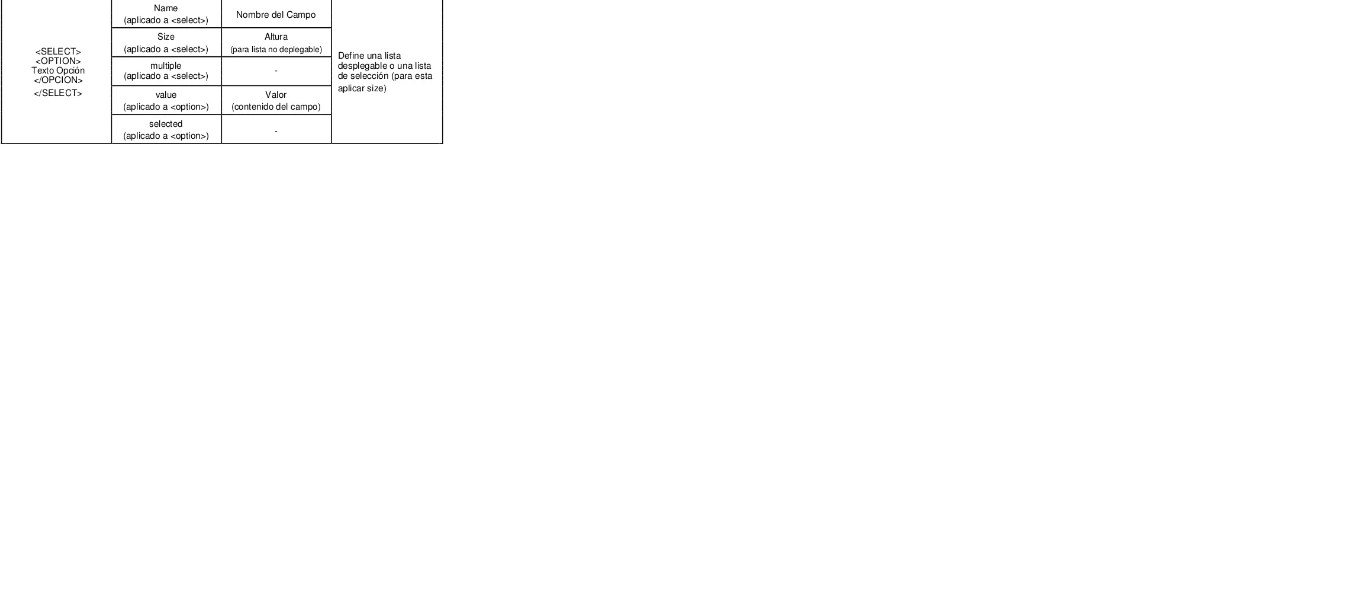 <SELECT>
<OPTION>
Texto Opción
</OPCION>
</SELECT>
Name
(aplicado a <select>)
Nombre del Campo
Size
(aplicado a <select>)
Altura
(para lista no deplegable)
multiple
(aplicado a <select>)
-
value
(aplicado a <option>)
Valor
(contenido del campo)
selected
(aplicado a <option>)
-
Define una lista
desplegable o una lista
de selección (para esta
aplicar size)